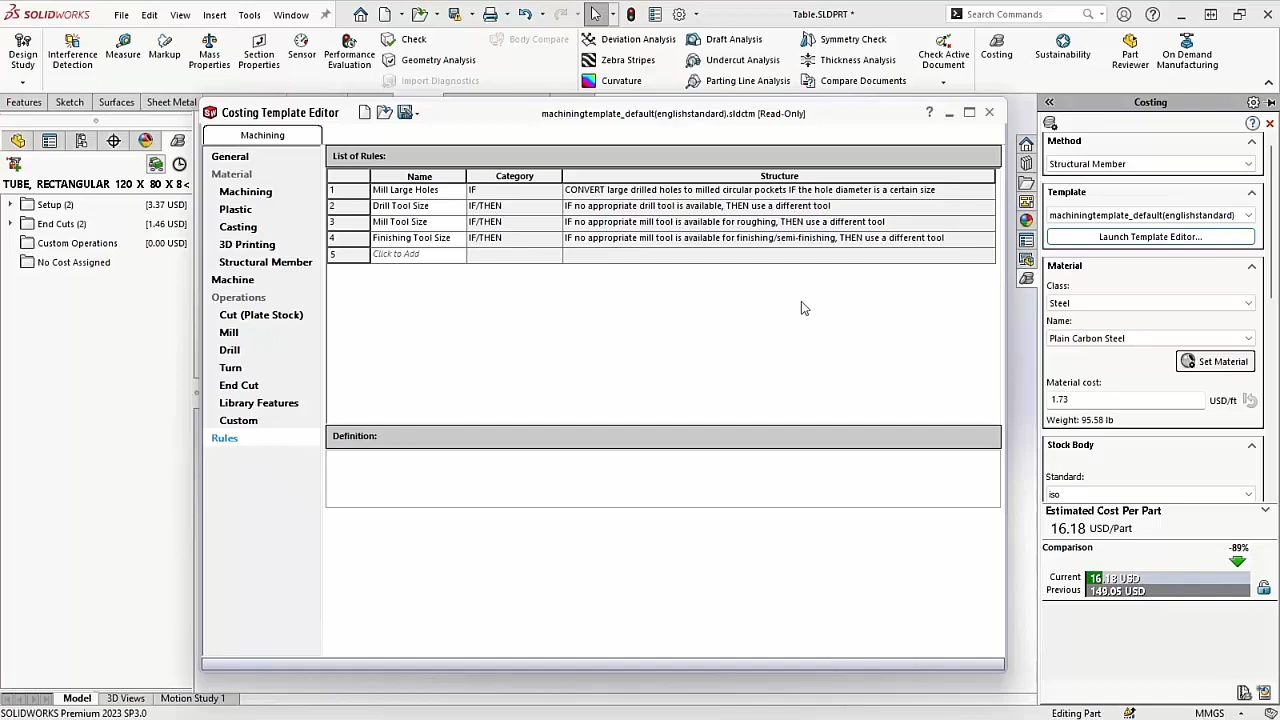 SOLIDWORKS File Edit View Insert Tools Window Table.SLDPRT * Search Commands
Design Study
Interference Detection
Measure
Markup
Mass Properties
Section Properties
Sensor
Performance Evaluation
Check
Geometry Analysis
Import Diagnostics
Body Compare
Deviation Analysis
Zebra Stripes
Curvature
Draft Analysis
Undercut Analysis
Parting Line Analysis
Symmetry Check
Thickness Analysis
Compare Documents
Check Active Document
Costing
Sustainability
Part Reviewer
On Demand Manufacturing
Features Sketch Surfaces Sheet Metal
TUBE, RECTANGULAR 120 X 80 X 8 <
Setup (2) [3.37 USD]
End Cuts (2) [1.46 USD]
Custom Operations [0.00 USD]
No Cost Assigned
Costing Template Editor machiningtemplate_default(englishstandard).sldctm [Read-Only]
Machining
General
Material
Machining
Plastic
Casting
3D Printing
Structural Member
Machine
Operations
Cut (Plate Stock)
Mill
Drill
Turn
End Cut
Library Features
Custom
Rules
List of Rules:
Name Category Structure
1 Mill Large Holes IF CONVERT large drilled holes to milled circular pockets IF the hole diameter is a certain size
2 Drill Tool Size IF/THEN IF no appropriate drill tool is available, THEN use a different tool
3 Mill Tool Size IF/THEN IF no appropriate mill tool is available for roughing, THEN use a different tool
4 Finishing Tool Size IF/THEN IF no appropriate mill tool is available for finishing/semi-finishing, THEN use a different tool
5 Click to Add
Definition:
Costing
Method
Structural Member
Template
machiningtemplate_default(englishstandard)
Launch Template Editor...
Material
Class:
Steel
Name:
Plain Carbon Steel
Set Material
Material cost:
1.73 USD/ft
Weight: 95.58 lb
Stock Body
Standard:
iso
Estimated Cost Per Part
16.18 USD/Part
Comparison -89%
Current 16.18 USD
Previous 149.05 USD
Model 3D Views Motion Study 1
SOLIDWORKS Premium 2023 SP3.0 Editing Part MMGS